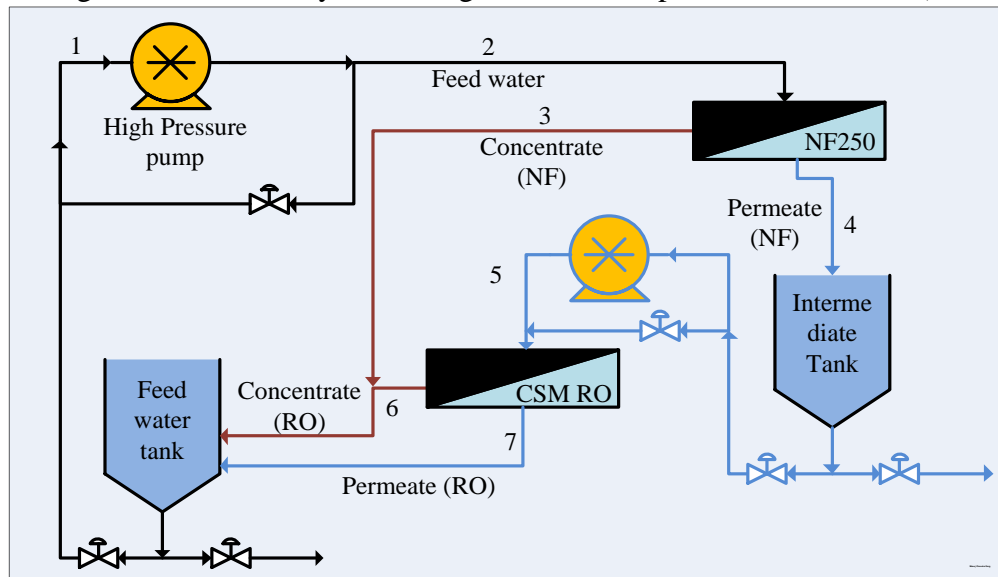 1
2
Feed water
High Pressure
pump
3
Concentrate
(NF)
NF250
Permeate
(NF)
4
5
Interme
diate
Tank
CSM RO
Feed
water
tank
Concentrate
(RO)
6
7
Permeate (RO)